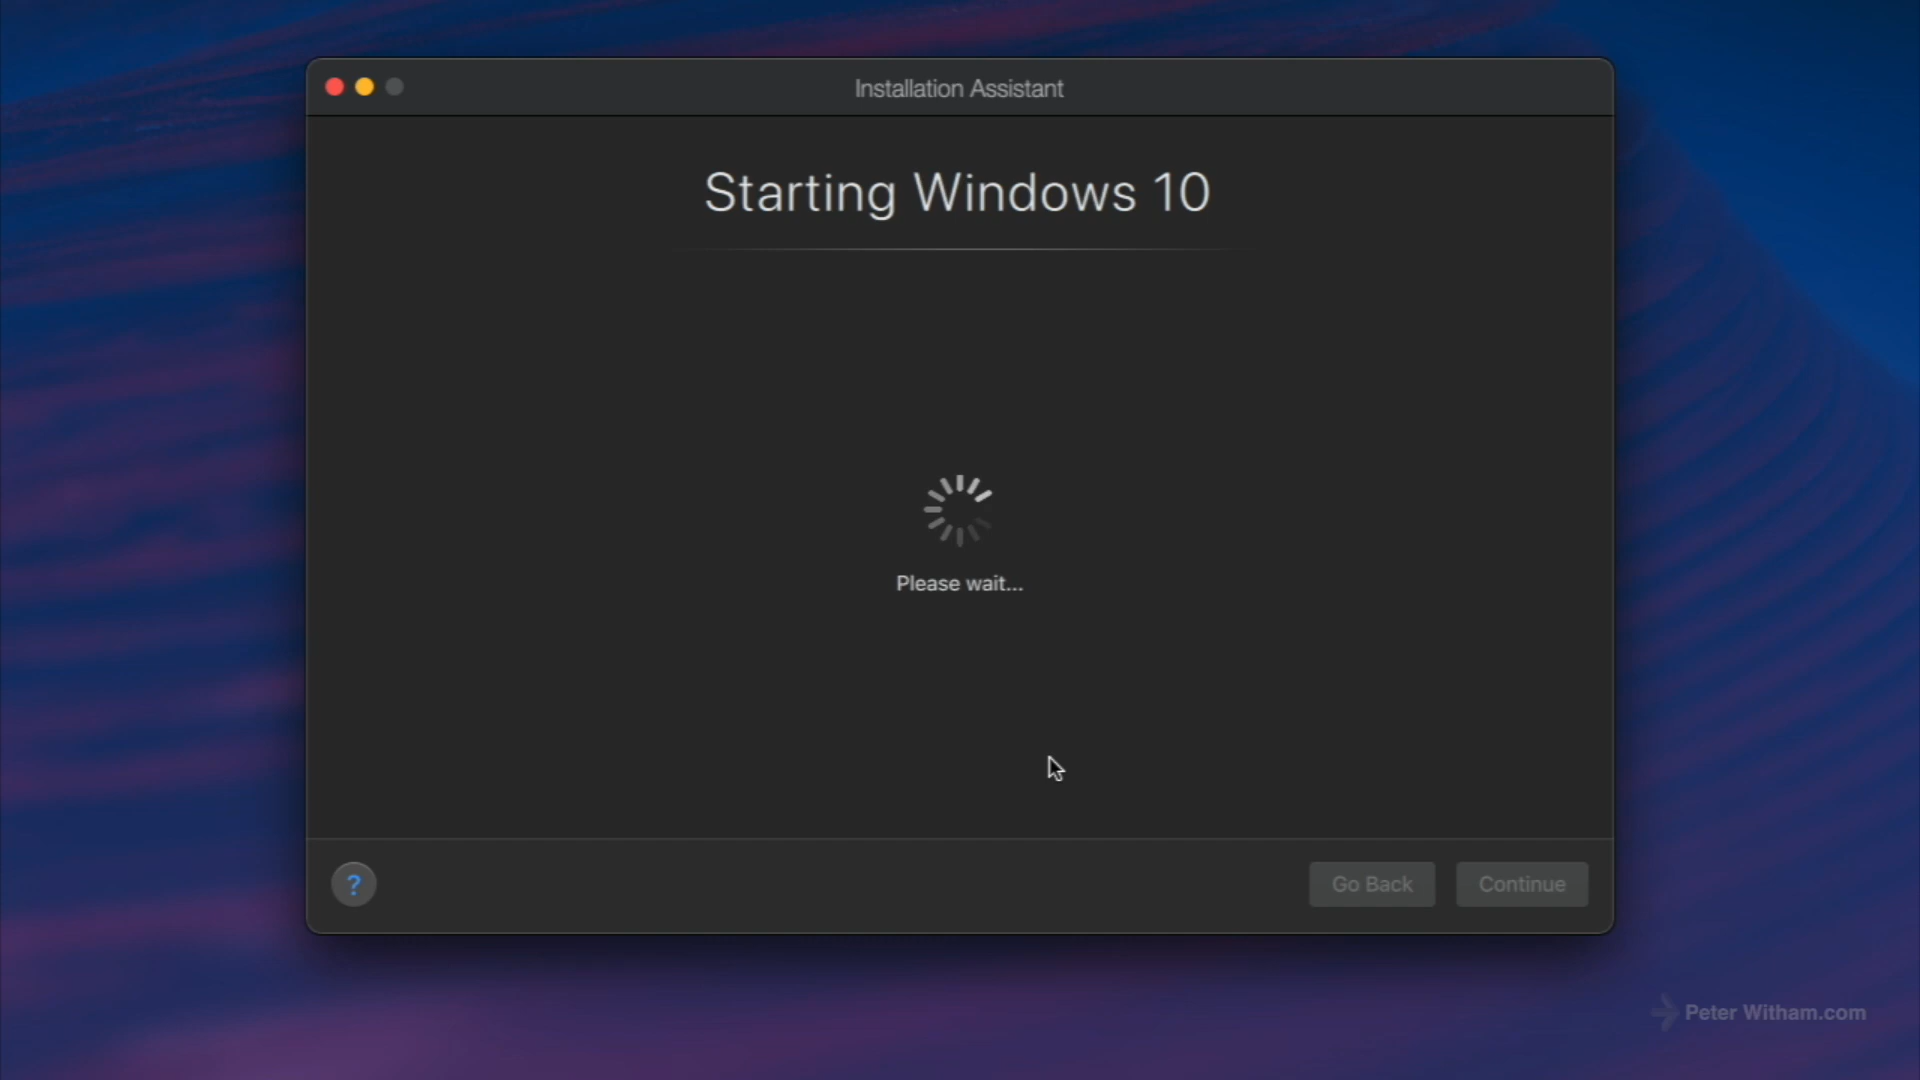 Installation Assistant
Starting Windows 10
Please wait...
?
Go Back
Continue
Peter Witham.com